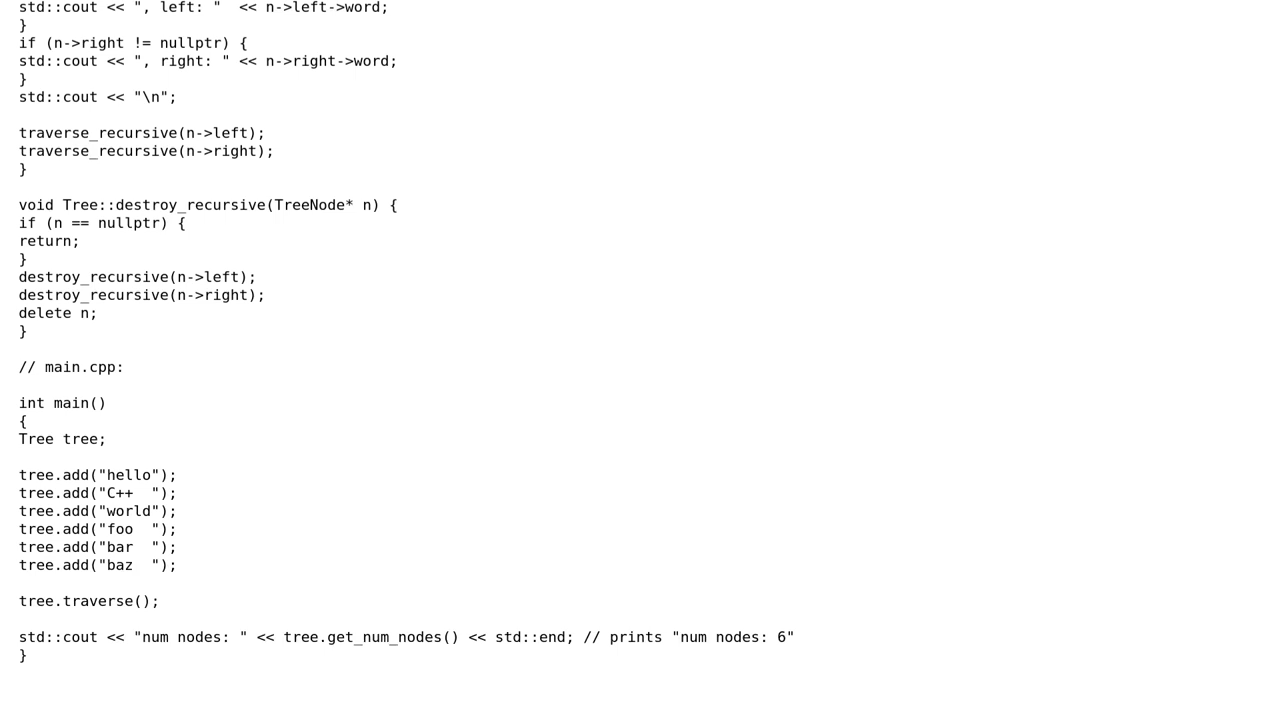 std::cout << ", left: "  << n->left->word;
}
if (n->right != nullptr) {
std::cout << ", right: " << n->right->word;
}
std::cout << "\n";

traverse_recursive(n->left);
traverse_recursive(n->right);
}

void Tree::destroy_recursive(TreeNode* n) {
if (n == nullptr) {
return;
}
destroy_recursive(n->left);
destroy_recursive(n->right);
delete n;
}

// main.cpp:

int main()
{
Tree tree;

tree.add("hello");
tree.add("C++  ");
tree.add("world");
tree.add("foo  ");
tree.add("bar  ");
tree.add("baz  ");

tree.traverse();

std::cout << "num nodes: " << tree.get_num_nodes() << std::end; // prints "num nodes: 6"
}